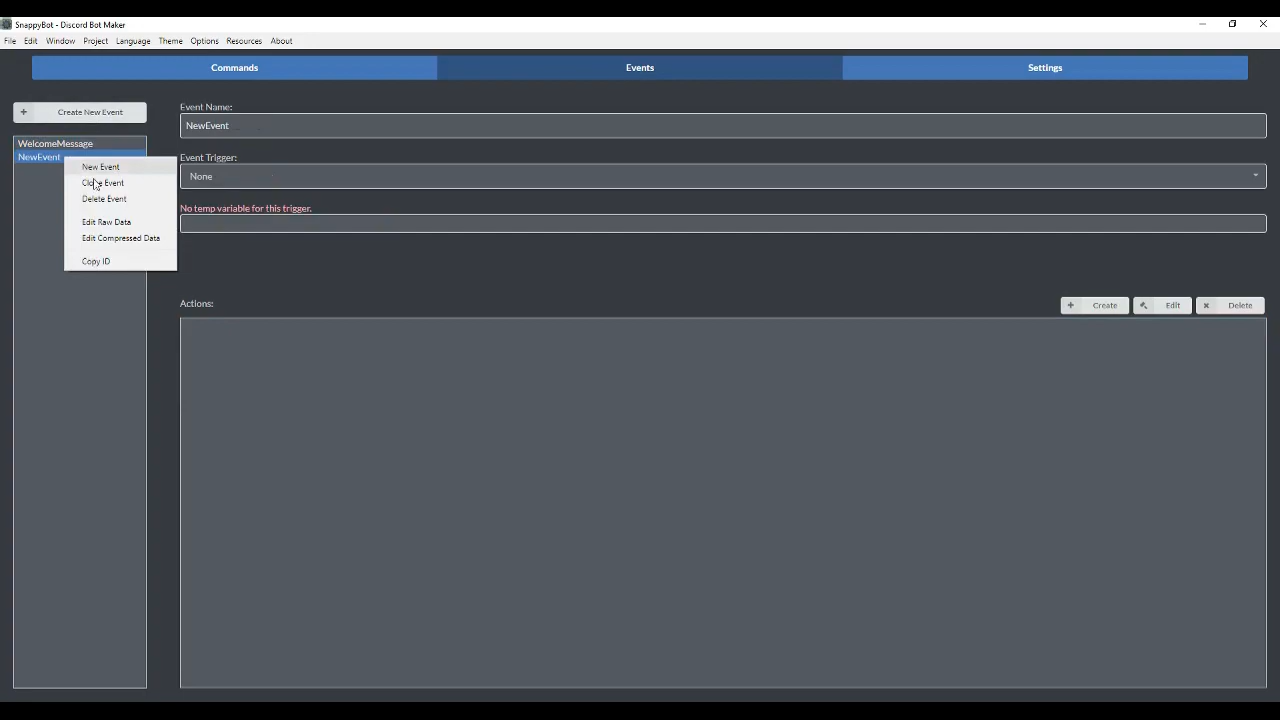 SnappyBot - Discord Bot Maker
File Edit Window Project Language Theme Options Resources About
Commands Events Settings
+ Create New Event
WelcomeMessage
NewEvent
New Event
Clone Event
Delete Event
Edit Raw Data
Edit Compressed Data
Copy ID
Event Name:
NewEvent
Event Trigger:
None
No temp variable for this trigger.
Actions:
+ Create Edit Delete